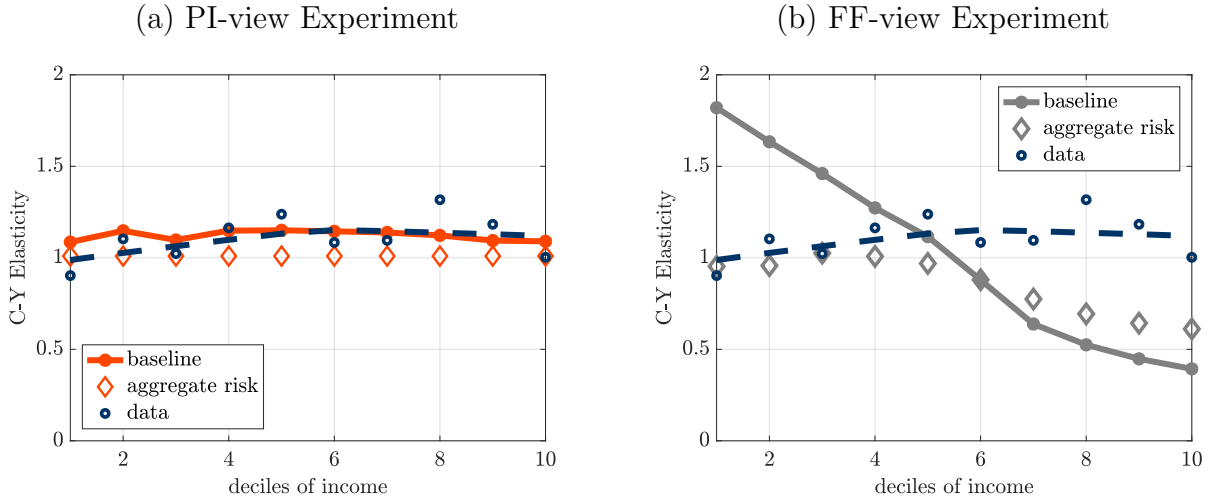 (a) PI-view Experiment
2
1.5
1
0.5
0
C-Y Elasticity
baseline
aggregate risk
data
2
4
6
8
10
deciles of income
(b) FF-view Experiment
2
1.5
1
0.5
0
C-Y Elasticity
baseline
aggregate risk
data
2
4
6
8
10
deciles of income